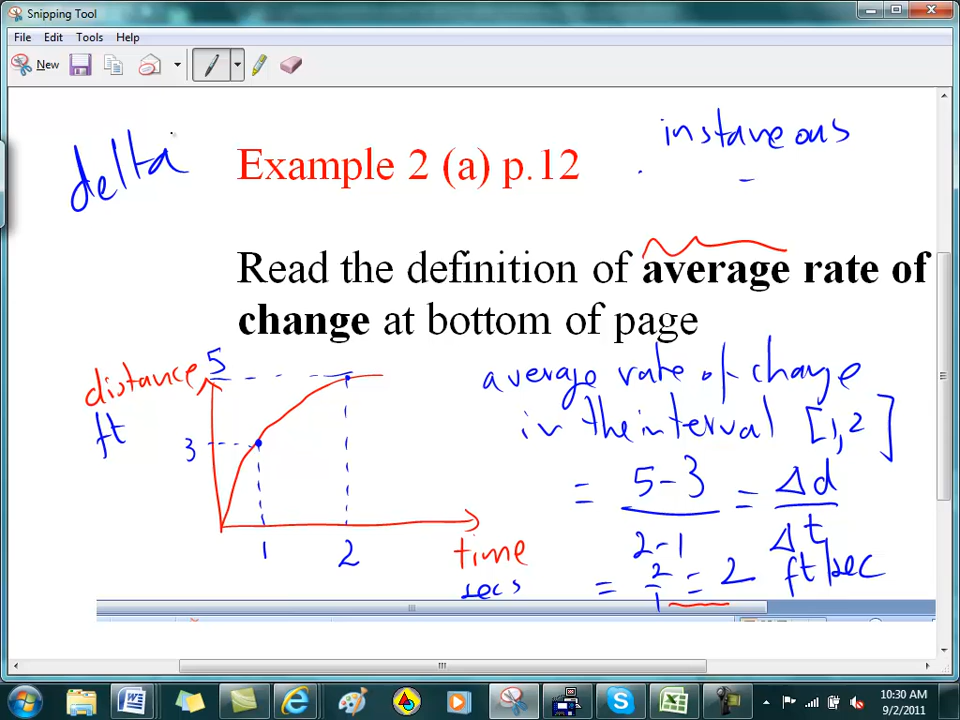 Snipping Tool
File Edit Tools Help
New
delta
instaneous
Example 2 (a) p.12
Read the definition of average rate of
change at bottom of page
distance
ft
5
3
1
2
time
secs
average rate of change
in the interval [1,2]
= 5-3 / 2-1 = Δd / Δt
= 2/1 = 2 ft/sec
10:30 AM
9/2/2011